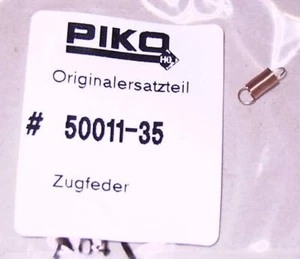 PIKO
HO
Originalersatzteil
# 50011-35
Zugfeder